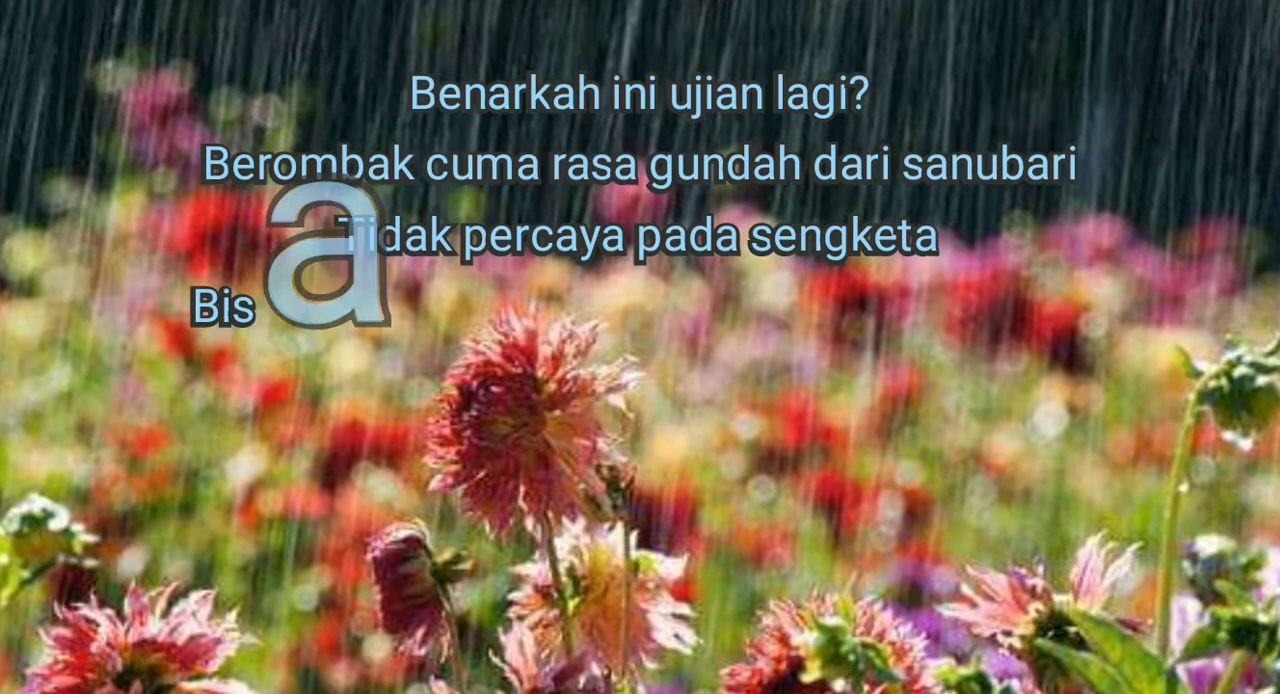 Benarkah ini ujian lagi?
Berombak cuma rasa gundah dari sanubari
Tidak percaya pada sengketa
Bisa